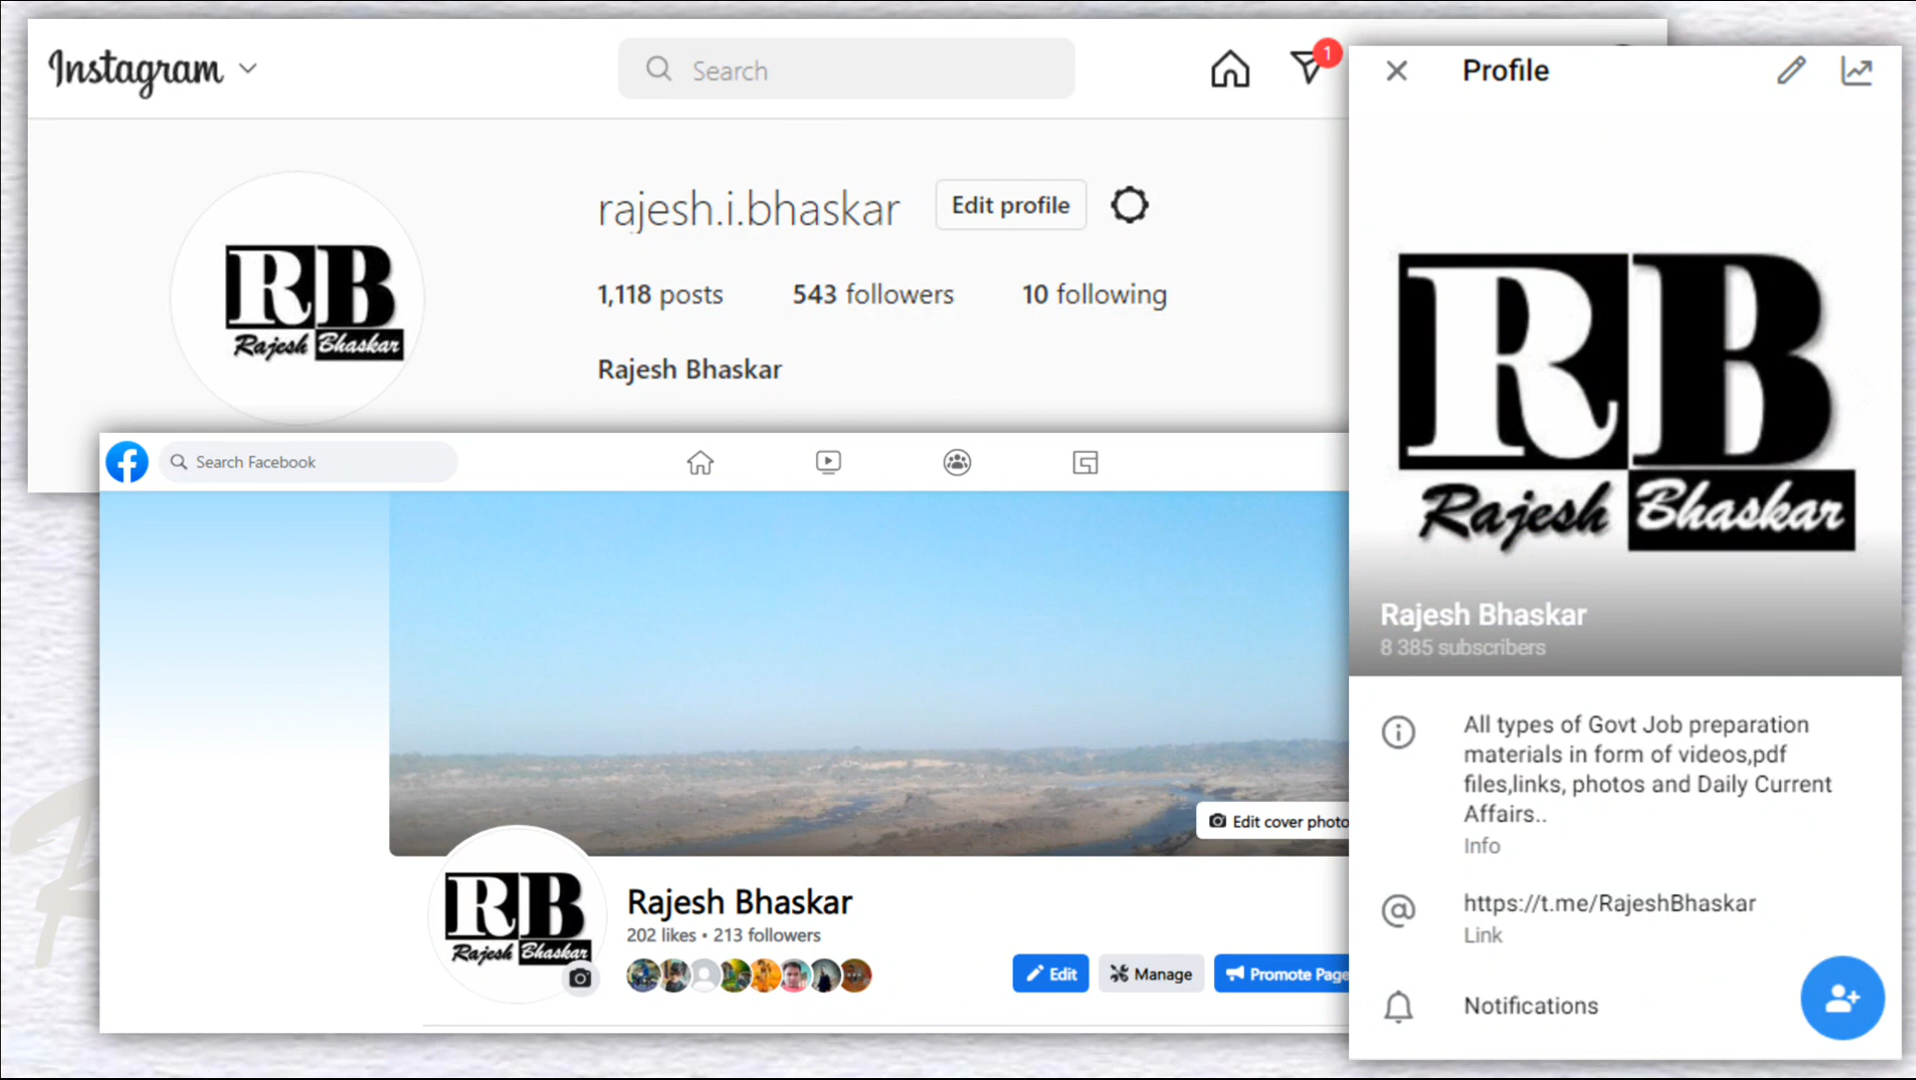 Instagram
Search
1
rajesh.i.bhaskar
Edit profile
1,118 posts
543 followers
10 following
Rajesh Bhaskar
RB
Rajesh Bhaskar
Search Facebook
Edit cover photo
RB
Rajesh Bhaskar
Rajesh Bhaskar
202 likes • 213 followers
Edit
Manage
Promote Page
Profile
RB
Rajesh Bhaskar
Rajesh Bhaskar
8 385 subscribers
All types of Govt Job preparation
materials in form of videos,pdf
files,links, photos and Daily Current
Affairs..
Info
https://t.me/RajeshBhaskar
Link
Notifications